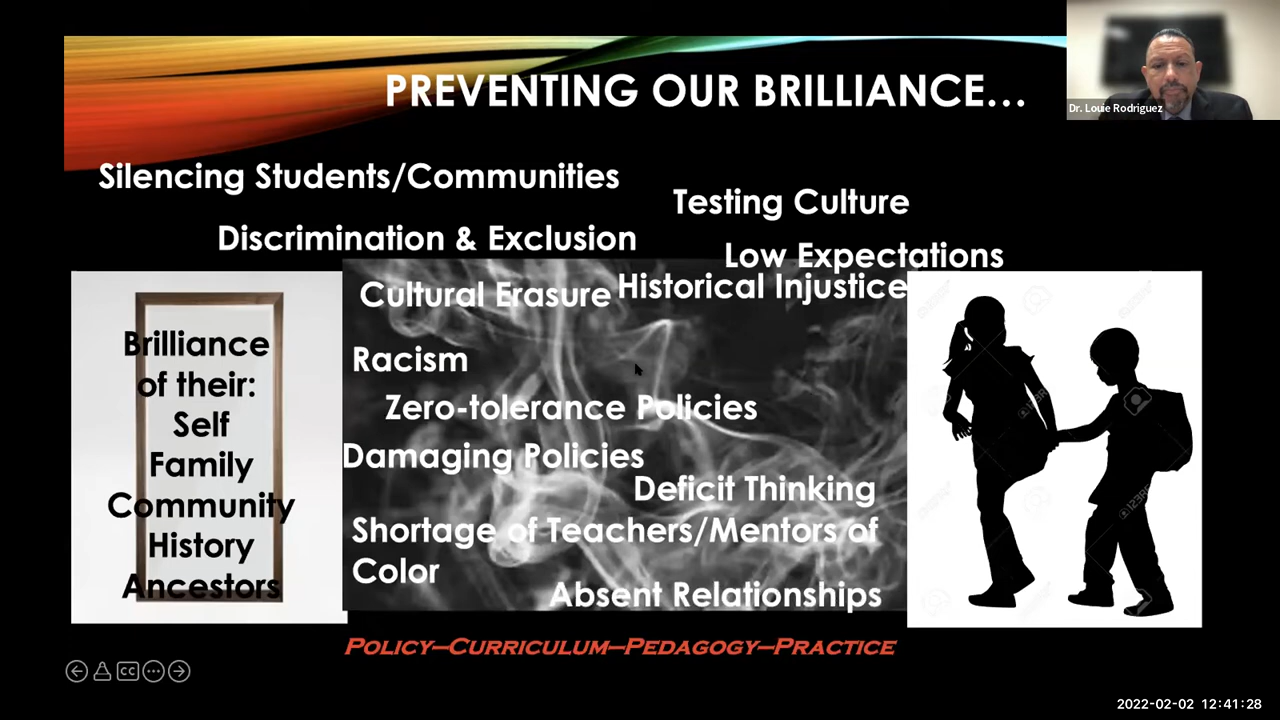 PREVENTING OUR BRILLIANCE...
Dr. Louie Rodriguez
Silencing Students/Communities
Testing Culture
Discrimination & Exclusion
Low Expectations
Cultural Erasure
Historical Injustice
Racism
Zero-tolerance Policies
Damaging Policies
Deficit Thinking
Shortage of Teachers/Mentors of
Color
Absent Relationships
Brilliance
of their:
Self
Family
Community
History
Ancestors
POLICY—CURRICULUM—PEDAGOGY—PRACTICE
CC
2022-02-02 12:41:28